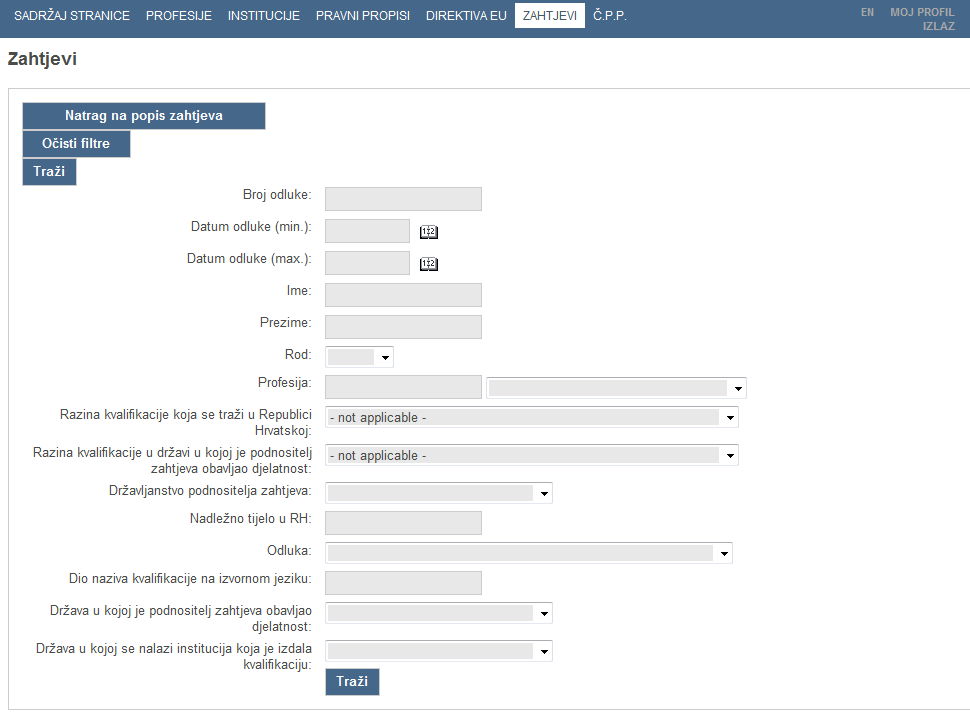 SADRŽAJ STRANICE PROFESIJE INSTITUCIJE PRAVNI PROPISI DIREKTIVA EU ZAHTJEVI Č.P.P. EN MOJ PROFIL
IZLAZ
Zahtjevi
Natrag na popis zahtjeva
Očisti filtre
Traži
Broj odluke:
Datum odluke (min.):
Datum odluke (max.):
Ime:
Prezime:
Rod:
Profesija:
Razina kvalifikacije koja se traži u Republici
Hrvatskoj:
- not applicable -
Razina kvalifikacije u državi u kojoj je podnositelj
zahtjeva obavljao djelatnost:
- not applicable -
Državljanstvo podnositelja zahtjeva:
Nadležno tijelo u RH:
Odluka:
Dio naziva kvalifikacije na izvornom jeziku:
Država u kojoj je podnositelj zahtjeva obavljao
djelatnost:
Država u kojoj se nalazi institucija koja je izdala
kvalifikaciju:
Traži